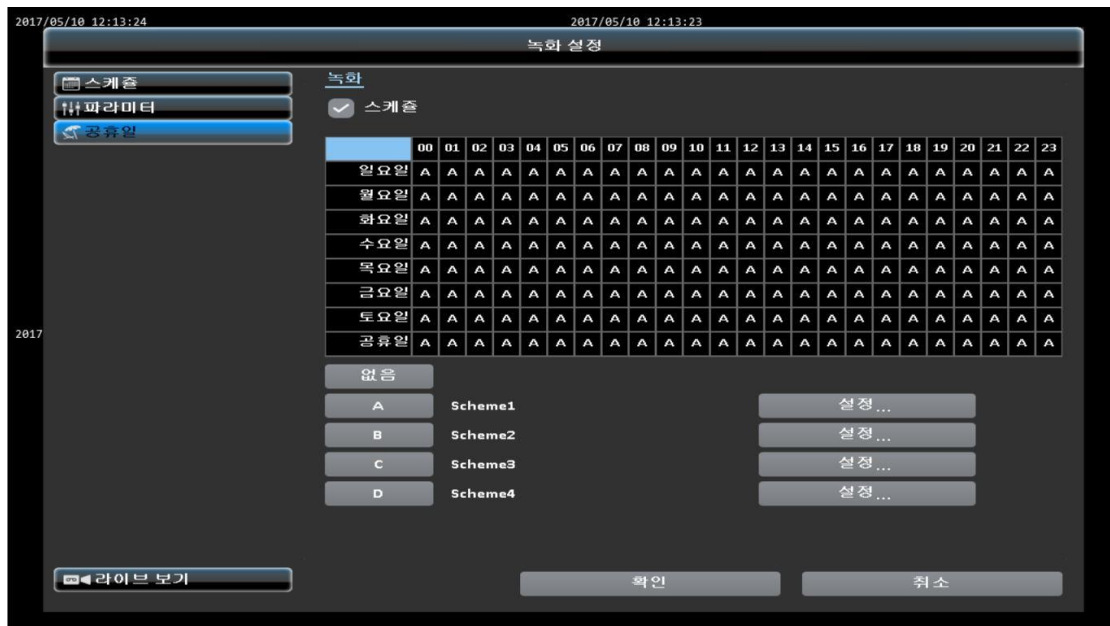 2017/05/10 12:13:24 2017/05/10 12:13:23
녹화 설정
스케쥴
파라미터
공휴일
녹화
스케쥴
00 01 02 03 04 05 06 07 08 09 10 11 12 13 14 15 16 17 18 19 20 21 22 23
일요일 A A A A A A A A A A A A A A A A A A A A A A A A
월요일 A A A A A A A A A A A A A A A A A A A A A A A A
화요일 A A A A A A A A A A A A A A A A A A A A A A A A
수요일 A A A A A A A A A A A A A A A A A A A A A A A A
목요일 A A A A A A A A A A A A A A A A A A A A A A A A
금요일 A A A A A A A A A A A A A A A A A A A A A A A A
토요일 A A A A A A A A A A A A A A A A A A A A A A A A
2017
공휴일 A A A A A A A A A A A A A A A A A A A A A A A A
없음
A Scheme1 설정...
B Scheme2 설정...
C Scheme3 설정...
D Scheme4 설정...
라이브 보기
확인 취소